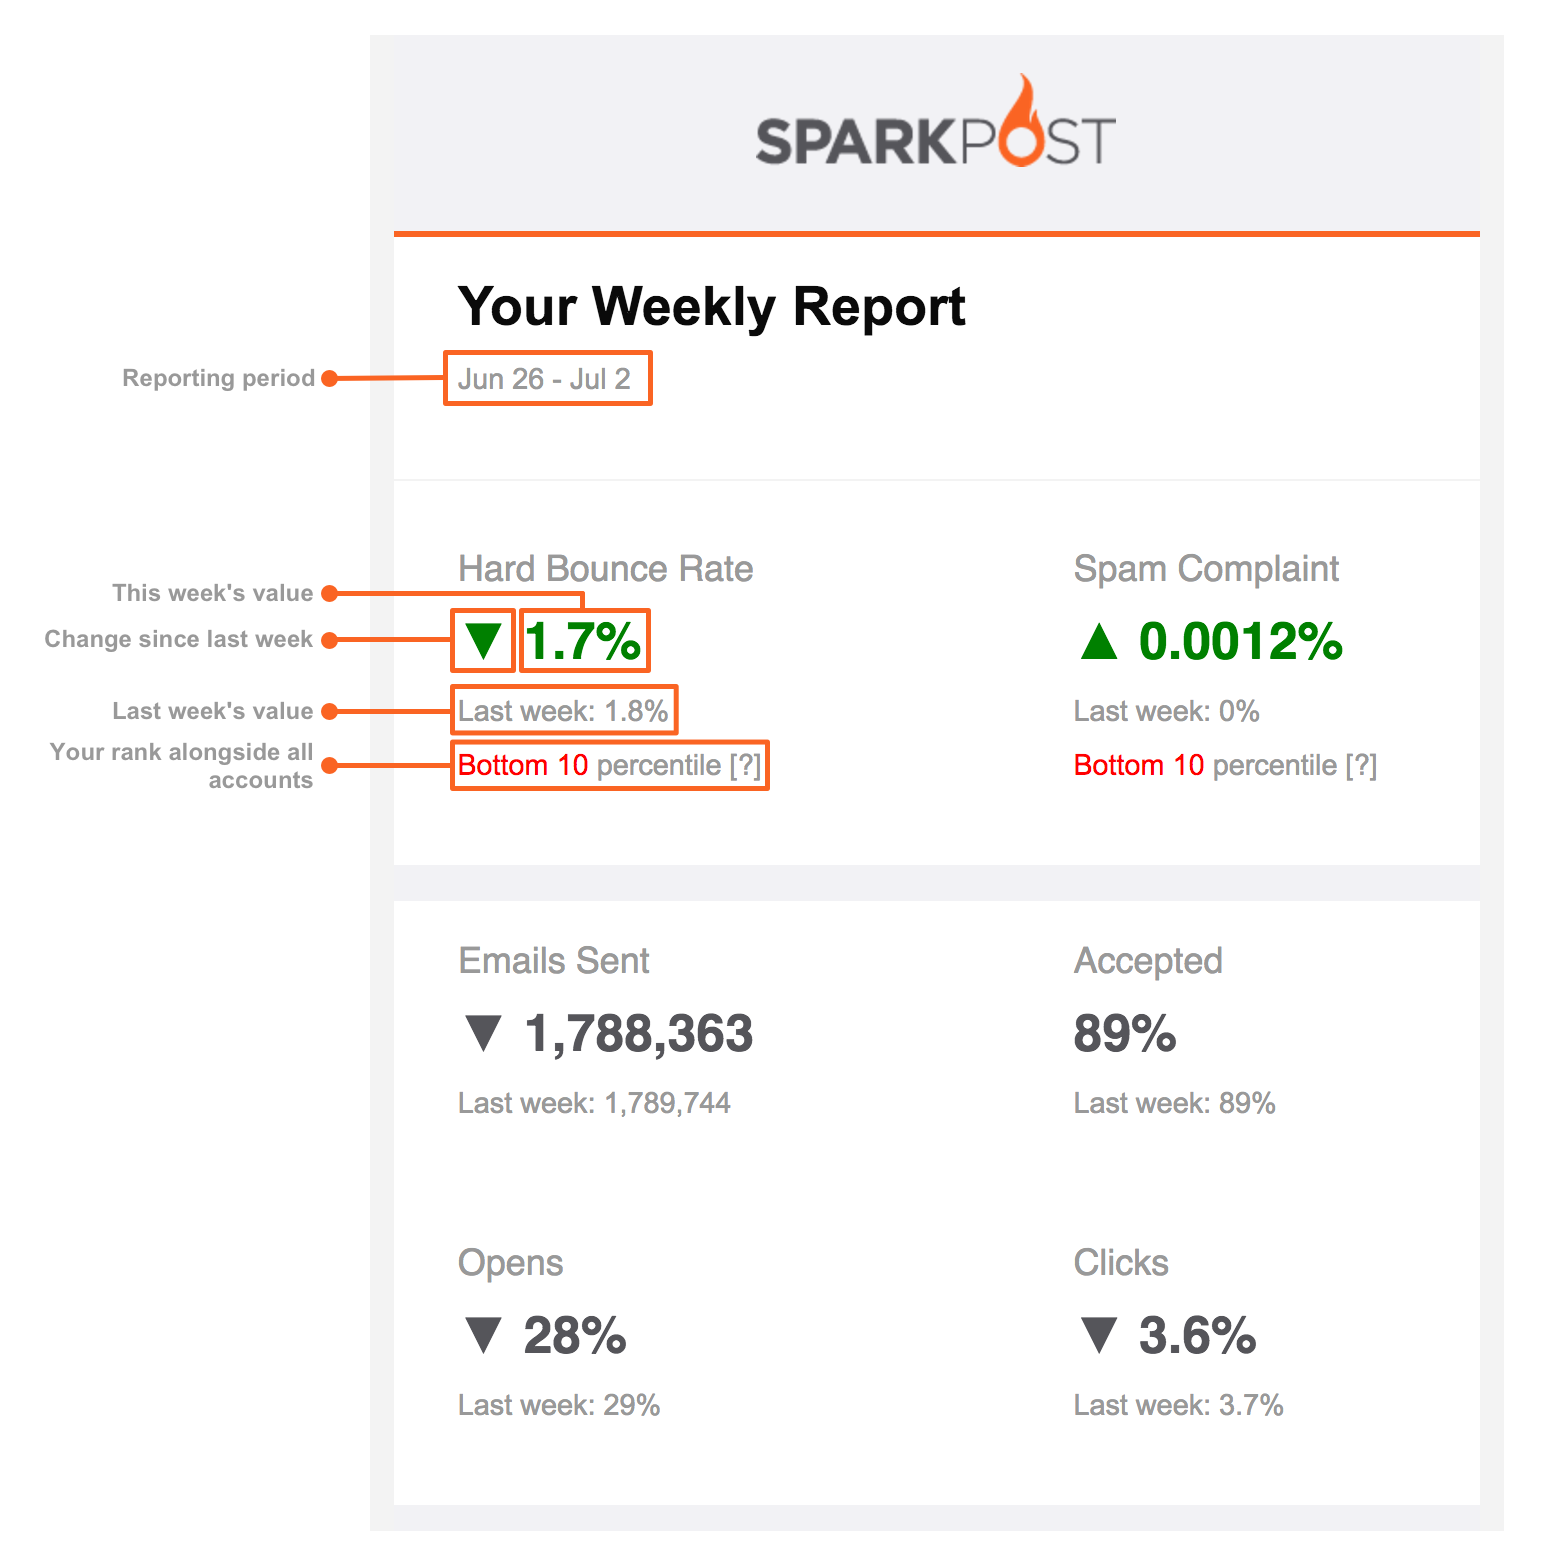 SPARKPOST
Your Weekly Report
Reporting period
Jun 26 - Jul 2
Hard Bounce Rate
Spam Complaint
This week's value
Change since last week
▼ 1.7%
▲ 0.0012%
Last week's value
Last week: 1.8%
Last week: 0%
Your rank alongside all
accounts
Bottom 10 percentile [?]
Bottom 10 percentile [?]
Emails Sent
Accepted
▼ 1,788,363
89%
Last week: 1,789,744
Last week: 89%
Opens
Clicks
▼ 28%
▼ 3.6%
Last week: 29%
Last week: 3.7%